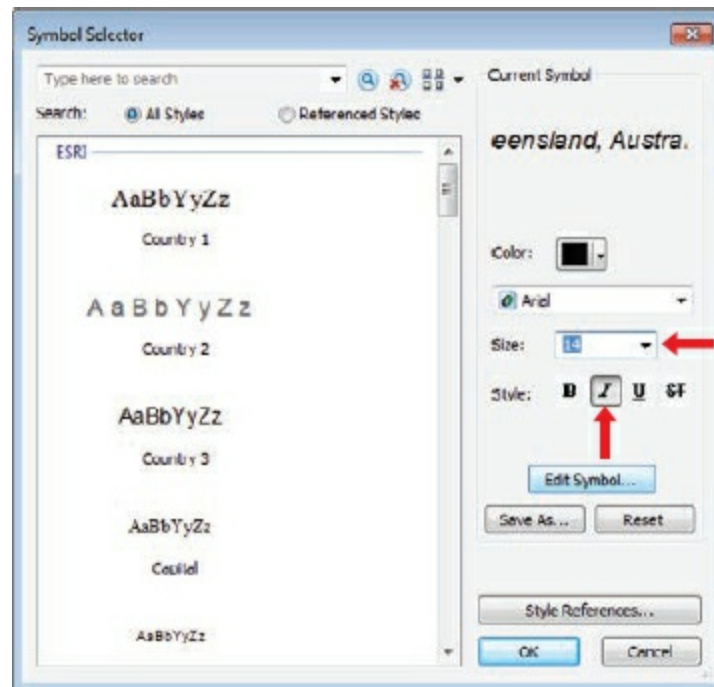 Symbol Selector
Type here to search
Search: All Styles Referenced Styles
ESRI
AaBbYyZz
Country 1
AaBbYyZz
Country 2
AaBbYyZz
Country 3
AaBbYyZz
Capital
AaBbYyZz
Current Symbol
eensland, Austra.
Color:
Arial
Size: 14
Style: B I U ST
Edit Symbol...
Save As... Reset
Style References...
OK Cancel